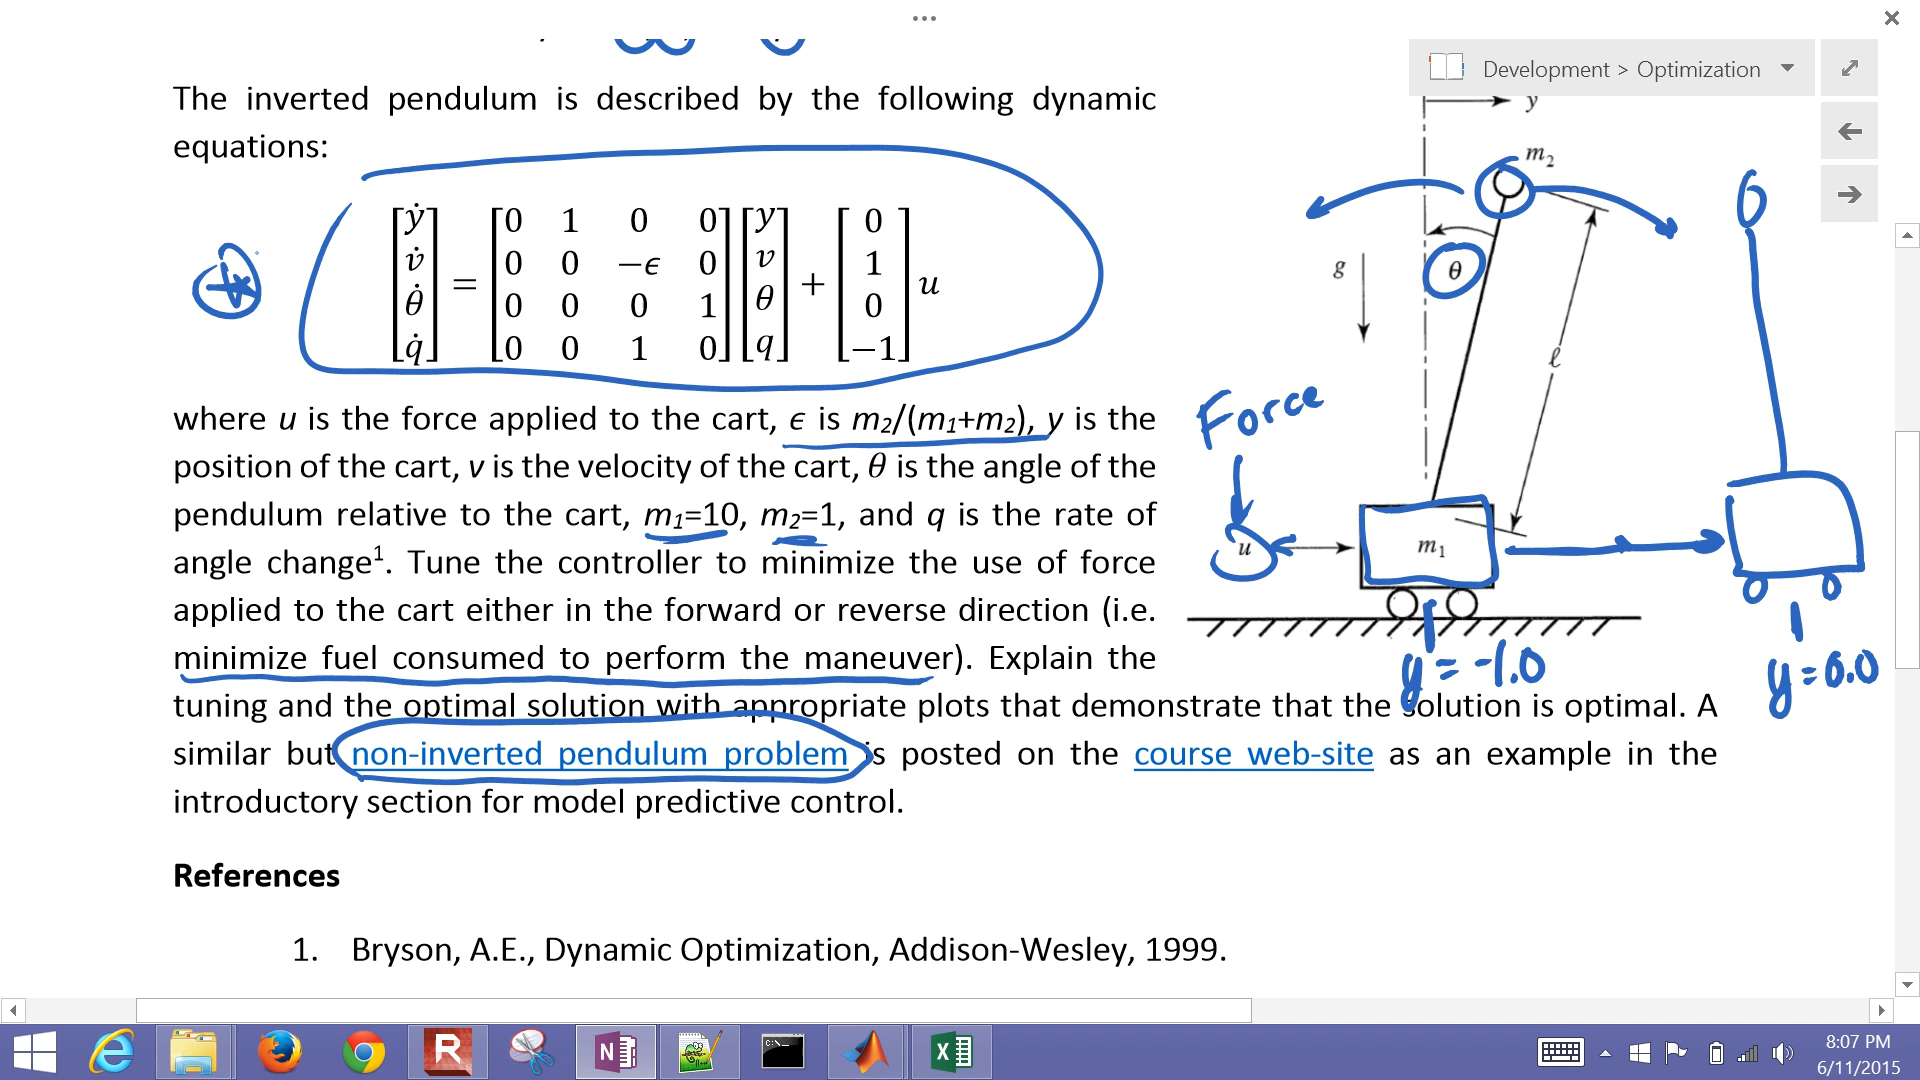 Development > Optimization
The inverted pendulum is described by the following dynamic
equations:
[ẏ] = [0 1 0 0] [y] + [0] u
[v̇] [0 0 −ϵ 0] [v] [1]
[θ̇] [0 0 0 1] [θ] [0]
[q̇] [0 0 1 0] [q] [−1]
where u is the force applied to the cart, ϵ is m2/(m1+m2), y is the
position of the cart, v is the velocity of the cart, θ is the angle of the
pendulum relative to the cart, m1=10, m2=1, and q is the rate of
angle change¹. Tune the controller to minimize the use of force
applied to the cart either in the forward or reverse direction (i.e.
minimize fuel consumed to perform the maneuver). Explain the
tuning and the optimal solution with appropriate plots that demonstrate that the solution is optimal. A
similar but non-inverted pendulum problem is posted on the course web-site as an example in the
introductory section for model predictive control.
y
m2
g
θ
ℓ
Force
u
m1
y = -1.0
y = 0.0
References
1. Bryson, A.E., Dynamic Optimization, Addison-Wesley, 1999.
R
N
C:\_
X
8:07 PM
6/11/2015